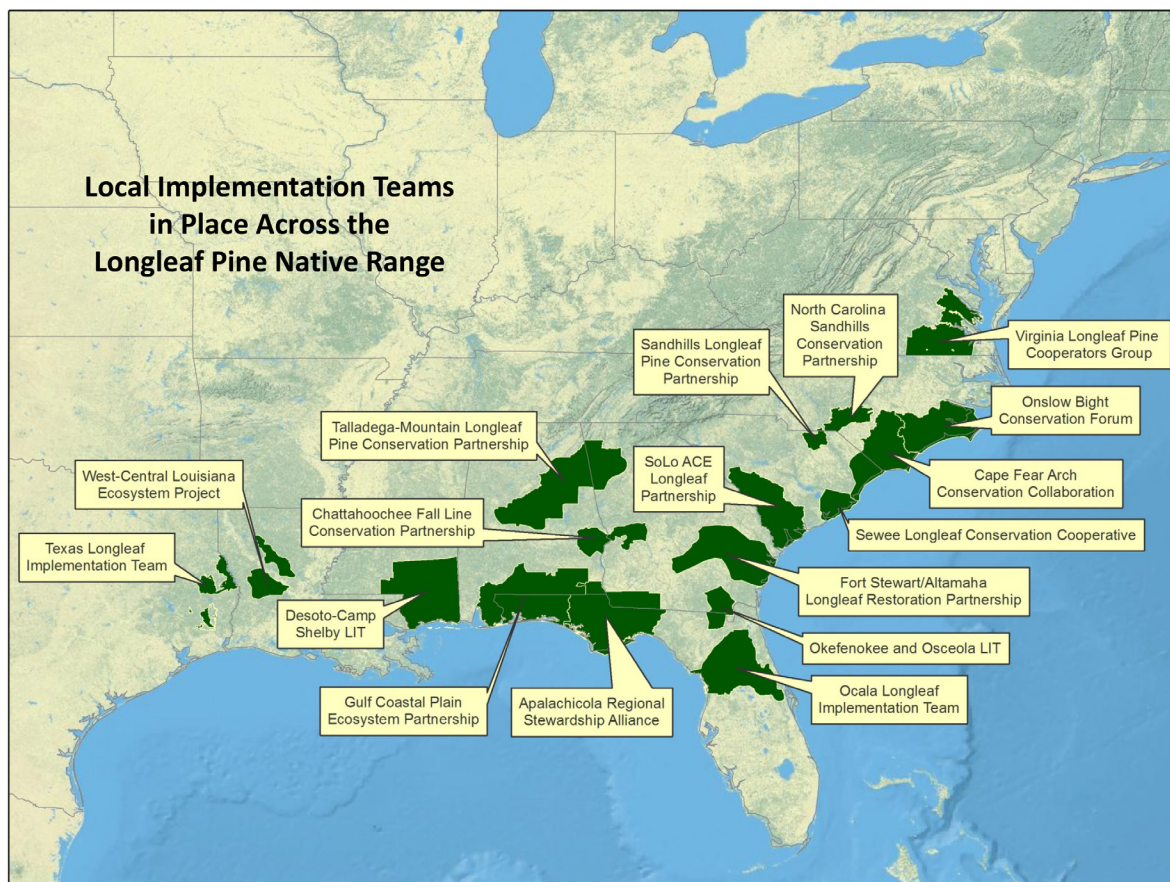 Local Implementation Teams
in Place Across the
Longleaf Pine Native Range
North Carolina
Sandhills
Conservation
Partnership
Sandhills Longleaf
Pine Conservation
Partnership
Virginia Longleaf Pine
Cooperators Group
Onslow Bight
Conservation Forum
Talladega-Mountain Longleaf
Pine Conservation Partnership
SoLo ACE
Longleaf
Partnership
West-Central Louisiana
Ecosystem Project
Cape Fear Arch
Conservation Collaboration
Chattahoochee Fall Line
Conservation Partnership
Sewee Longleaf Conservation Cooperative
Texas Longleaf
Implementation Team
Fort Stewart/Altamaha
Longleaf Restoration Partnership
Desoto-Camp
Shelby LIT
Okefenokee and Osceola LIT
Gulf Coastal Plain
Ecosystem Partnership
Apalachicola Regional
Stewardship Alliance
Ocala Longleaf
Implementation Team